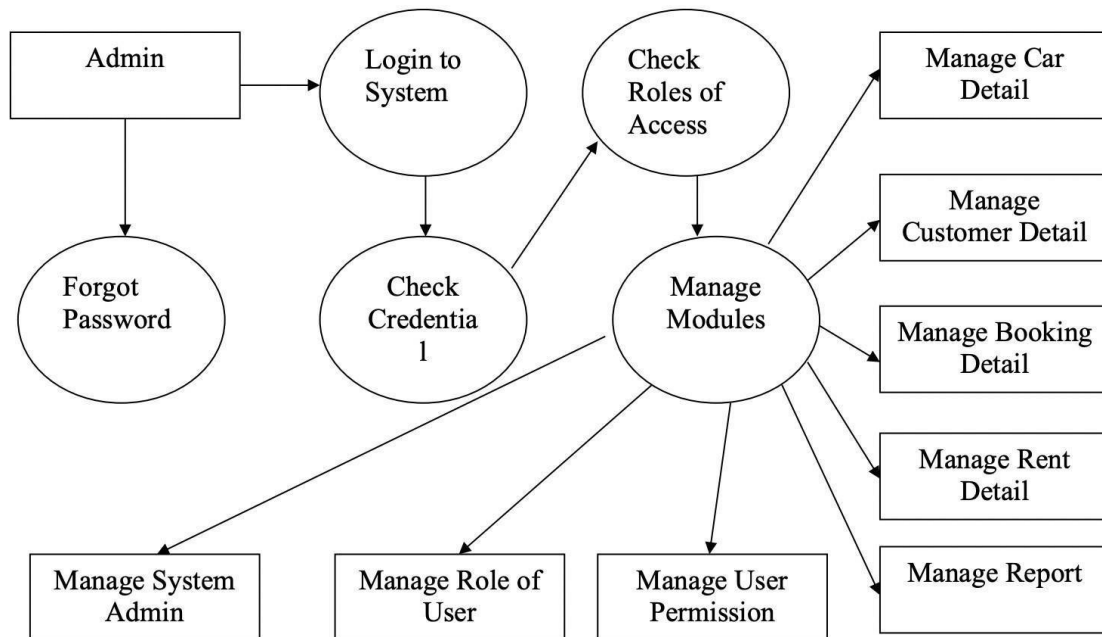 Admin
Login to
System
Check
Roles of
Access
Manage Car
Detail
Manage
Customer Detail
Forgot
Password
Check
Credentia
l
Manage
Modules
Manage Booking
Detail
Manage Rent
Detail
Manage System
Admin
Manage Role of
User
Manage User
Permission
Manage Report